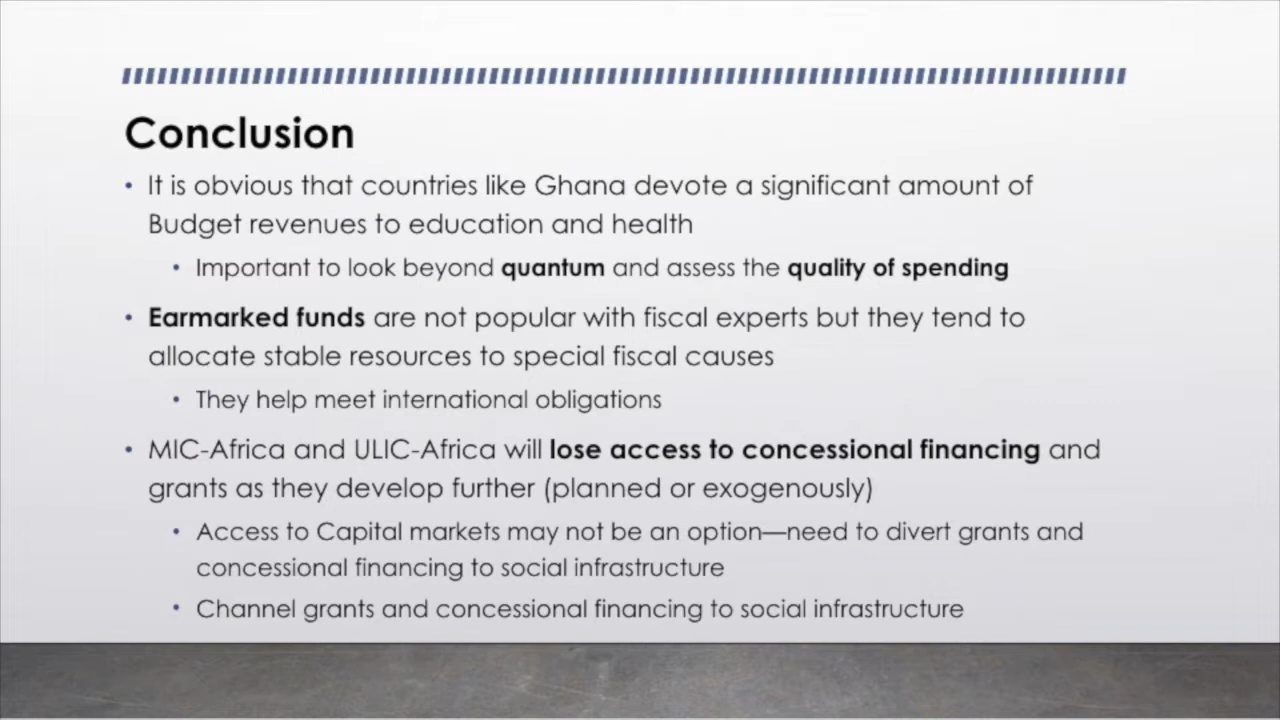 Conclusion
• It is obvious that countries like Ghana devote a significant amount of
Budget revenues to education and health
• Important to look beyond quantum and assess the quality of spending
• Earmarked funds are not popular with fiscal experts but they tend to
allocate stable resources to special fiscal causes
• They help meet international obligations
• MIC-Africa and ULIC-Africa will lose access to concessional financing and
grants as they develop further (planned or exogenously)
• Access to Capital markets may not be an option—need to divert grants and
concessional financing to social infrastructure
• Channel grants and concessional financing to social infrastructure